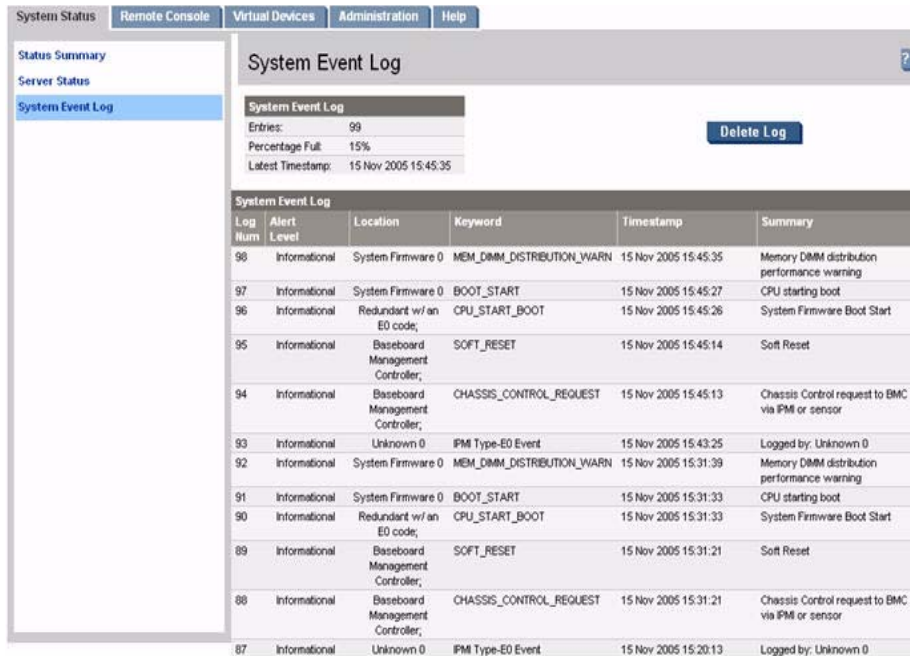 System Status Remote Console Virtual Devices Administration Help
Status Summary
Server Status
System Event Log
System Event Log
?
System Event Log
Entries: 99
Percentage Full: 15%
Latest Timestamp: 15 Nov 2005 15:45:35
Delete Log
System Event Log
Log Num Alert Level Location Keyword Timestamp Summary
98 Informational System Firmware 0 MEM_DIMM_DISTRIBUTION_WARN 15 Nov 2005 15:45:35 Memory DIMM distribution performance warning
97 Informational System Firmware 0 BOOT_START 15 Nov 2005 15:45:27 CPU starting boot
96 Informational Redundant w/ an E0 code; CPU_START_BOOT 15 Nov 2005 15:45:26 System Firmware Boot Start
95 Informational Baseboard Management Controller; SOFT_RESET 15 Nov 2005 15:45:14 Soft Reset
94 Informational Baseboard Management Controller; CHASSIS_CONTROL_REQUEST 15 Nov 2005 15:45:13 Chassis Control request to BMC via IPMI or sensor
93 Informational Unknown 0 IPMI Type-E0 Event 15 Nov 2005 15:43:25 Logged by: Unknown 0
92 Informational System Firmware 0 MEM_DIMM_DISTRIBUTION_WARN 15 Nov 2005 15:31:39 Memory DIMM distribution performance warning
91 Informational System Firmware 0 BOOT_START 15 Nov 2005 15:31:33 CPU starting boot
90 Informational Redundant w/ an E0 code; CPU_START_BOOT 15 Nov 2005 15:31:33 System Firmware Boot Start
89 Informational Baseboard Management Controller; SOFT_RESET 15 Nov 2005 15:31:21 Soft Reset
88 Informational Baseboard Management Controller; CHASSIS_CONTROL_REQUEST 15 Nov 2005 15:31:21 Chassis Control request to BMC via IPMI or sensor
87 Informational Unknown 0 IPMI Type-E0 Event 15 Nov 2005 15:20:13 Logged by: Unknown 0